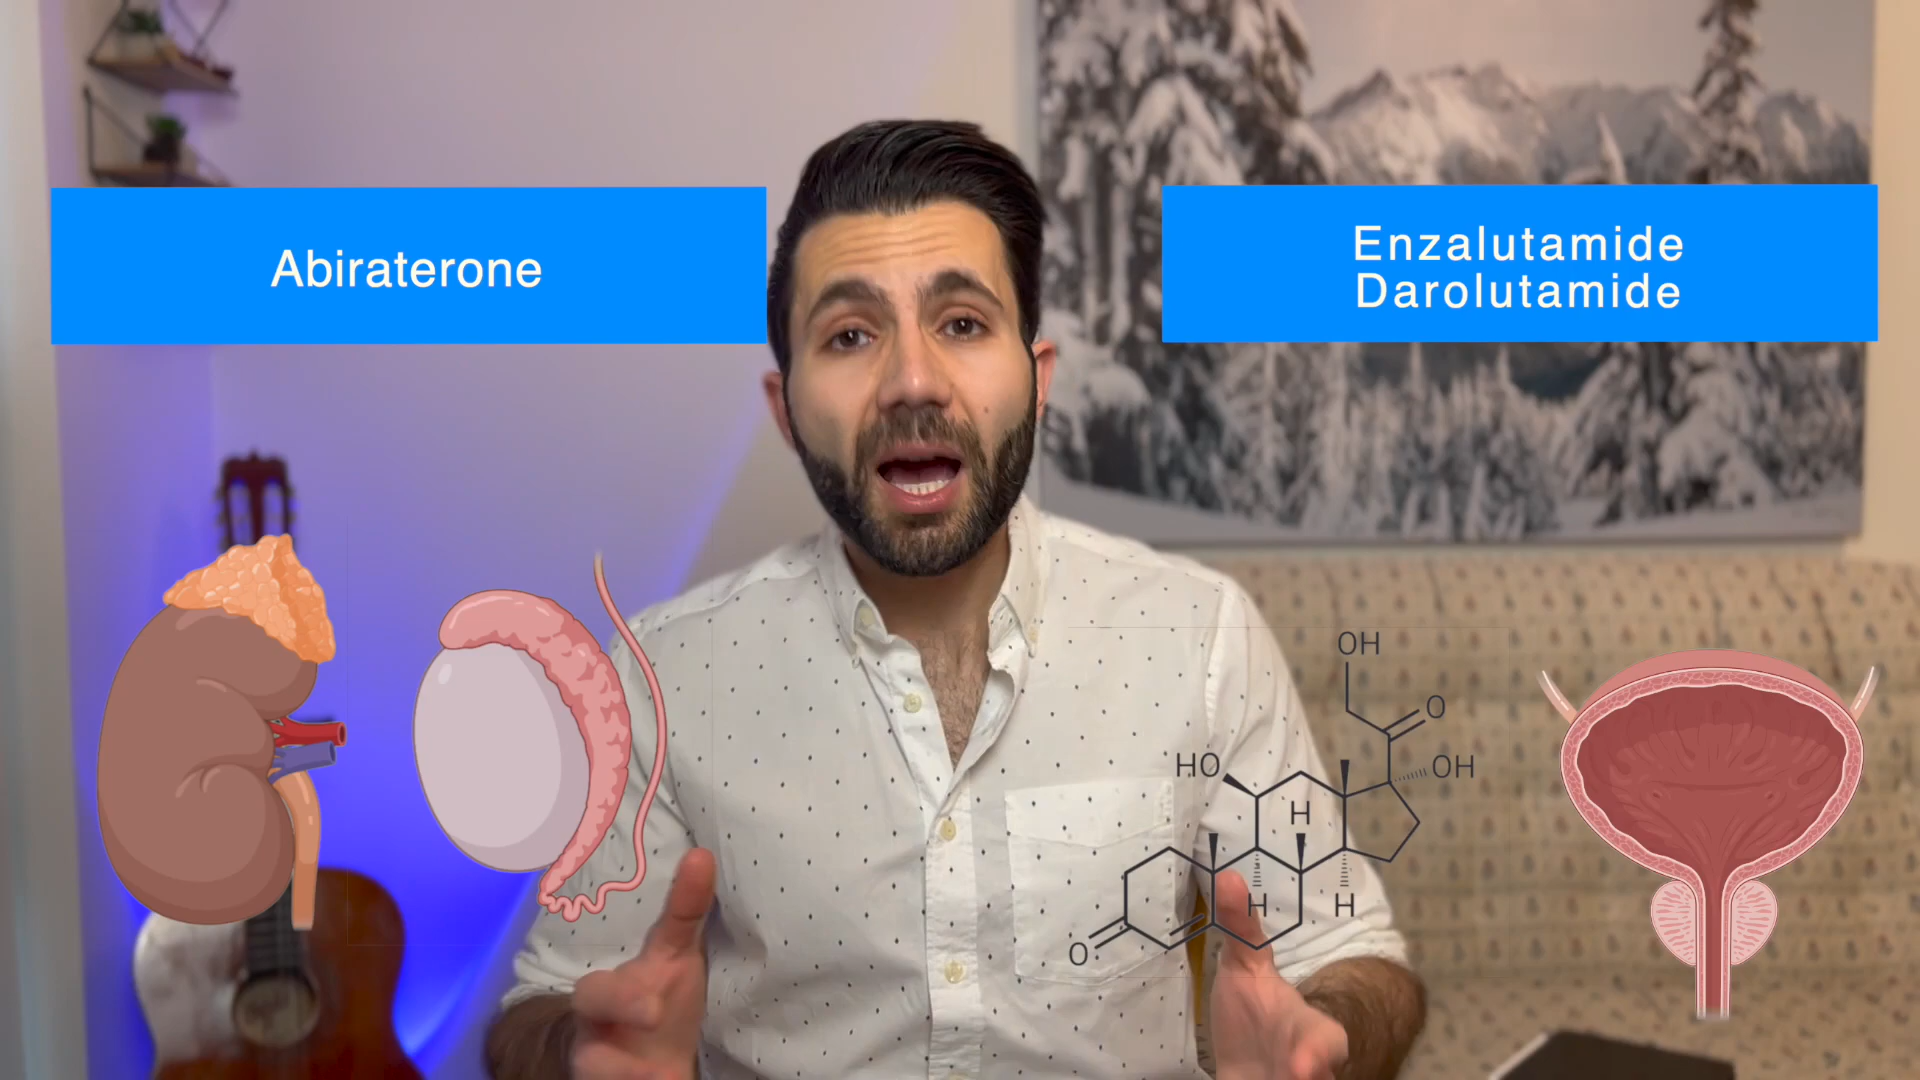 Abiraterone
Enzalutamide
Darolutamide
OH
O
HO
OH
H
H
H
O